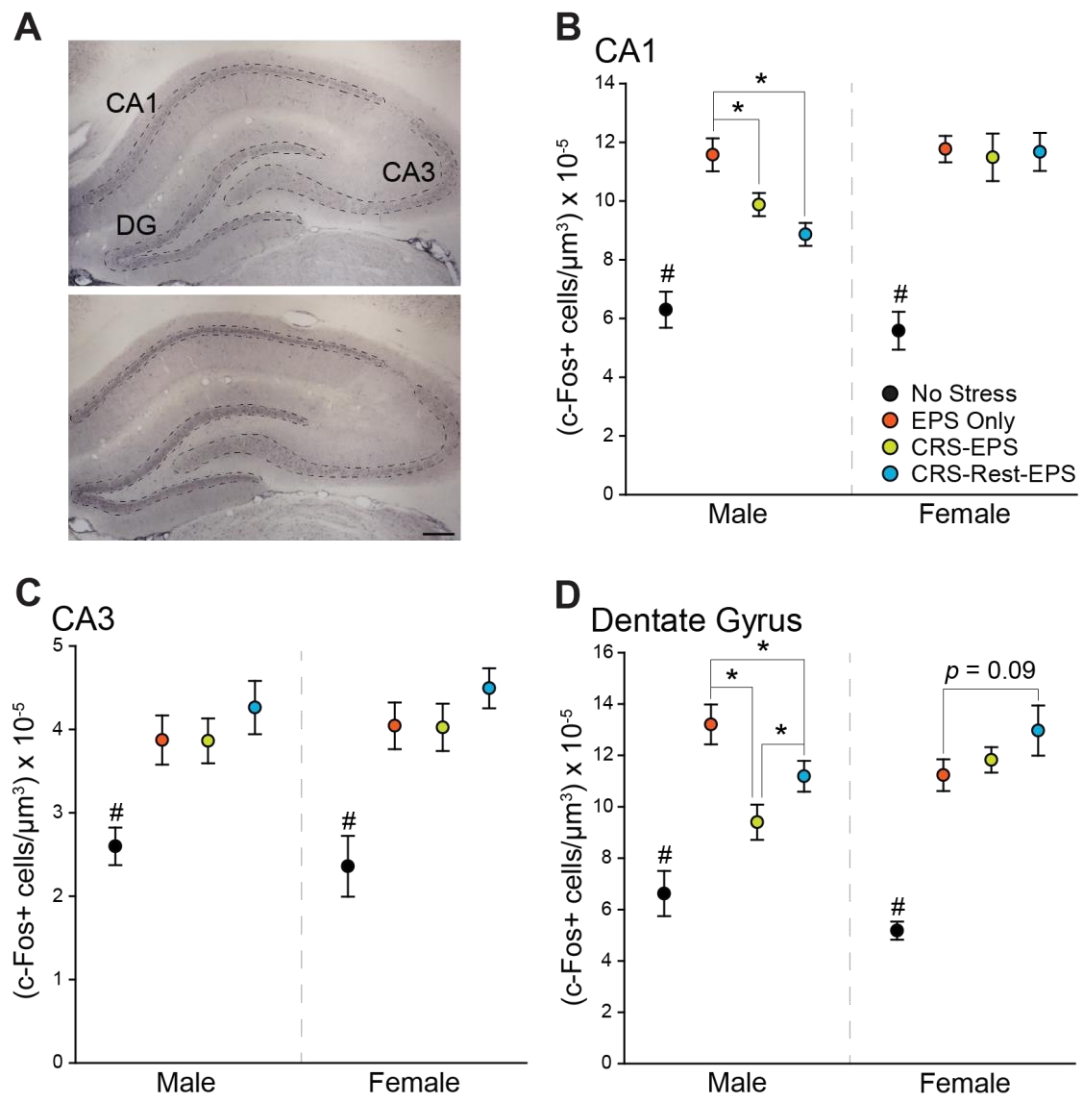 A
CA1
CA3
DG
B
CA1
(c-Fos+ cells/μm³) x 10⁻⁵
14
12
10
8
6
4
2
0
*
*
#
#
No Stress
EPS Only
CRS-EPS
CRS-Rest-EPS
Male
Female
C
CA3
(c-Fos+ cells/μm³) x 10⁻⁵
5
4
3
2
1
0
#
#
Male
Female
D
Dentate Gyrus
(c-Fos+ cells/μm³) x 10⁻⁵
16
14
12
10
8
6
4
2
0
*
*
*
p = 0.09
#
#
Male
Female